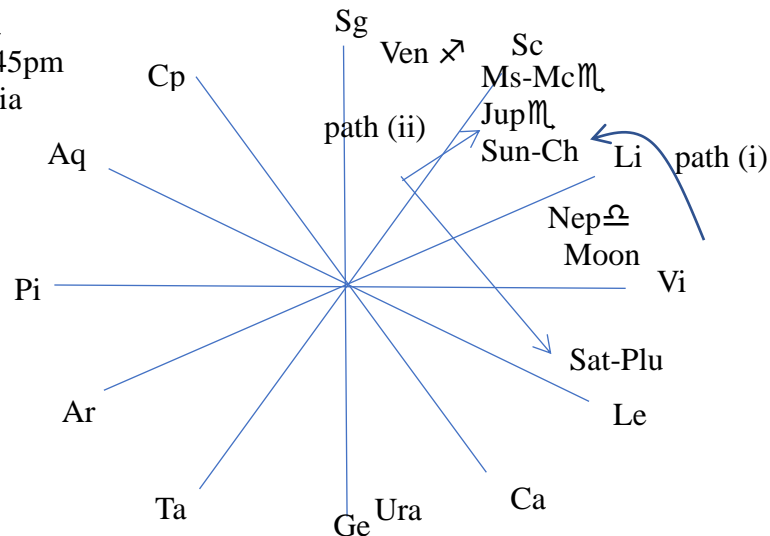 Sg
45pm
Ven ♐
Sc
Cp
Ms-Mc♏
ia
Jup♏
path (ii)
Sun-Ch
Aq
Li
path (i)
Nep♎
Moon
Pi
Vi
Sat-Plu
Ar
Le
Ta
Ca
Ura
Ge